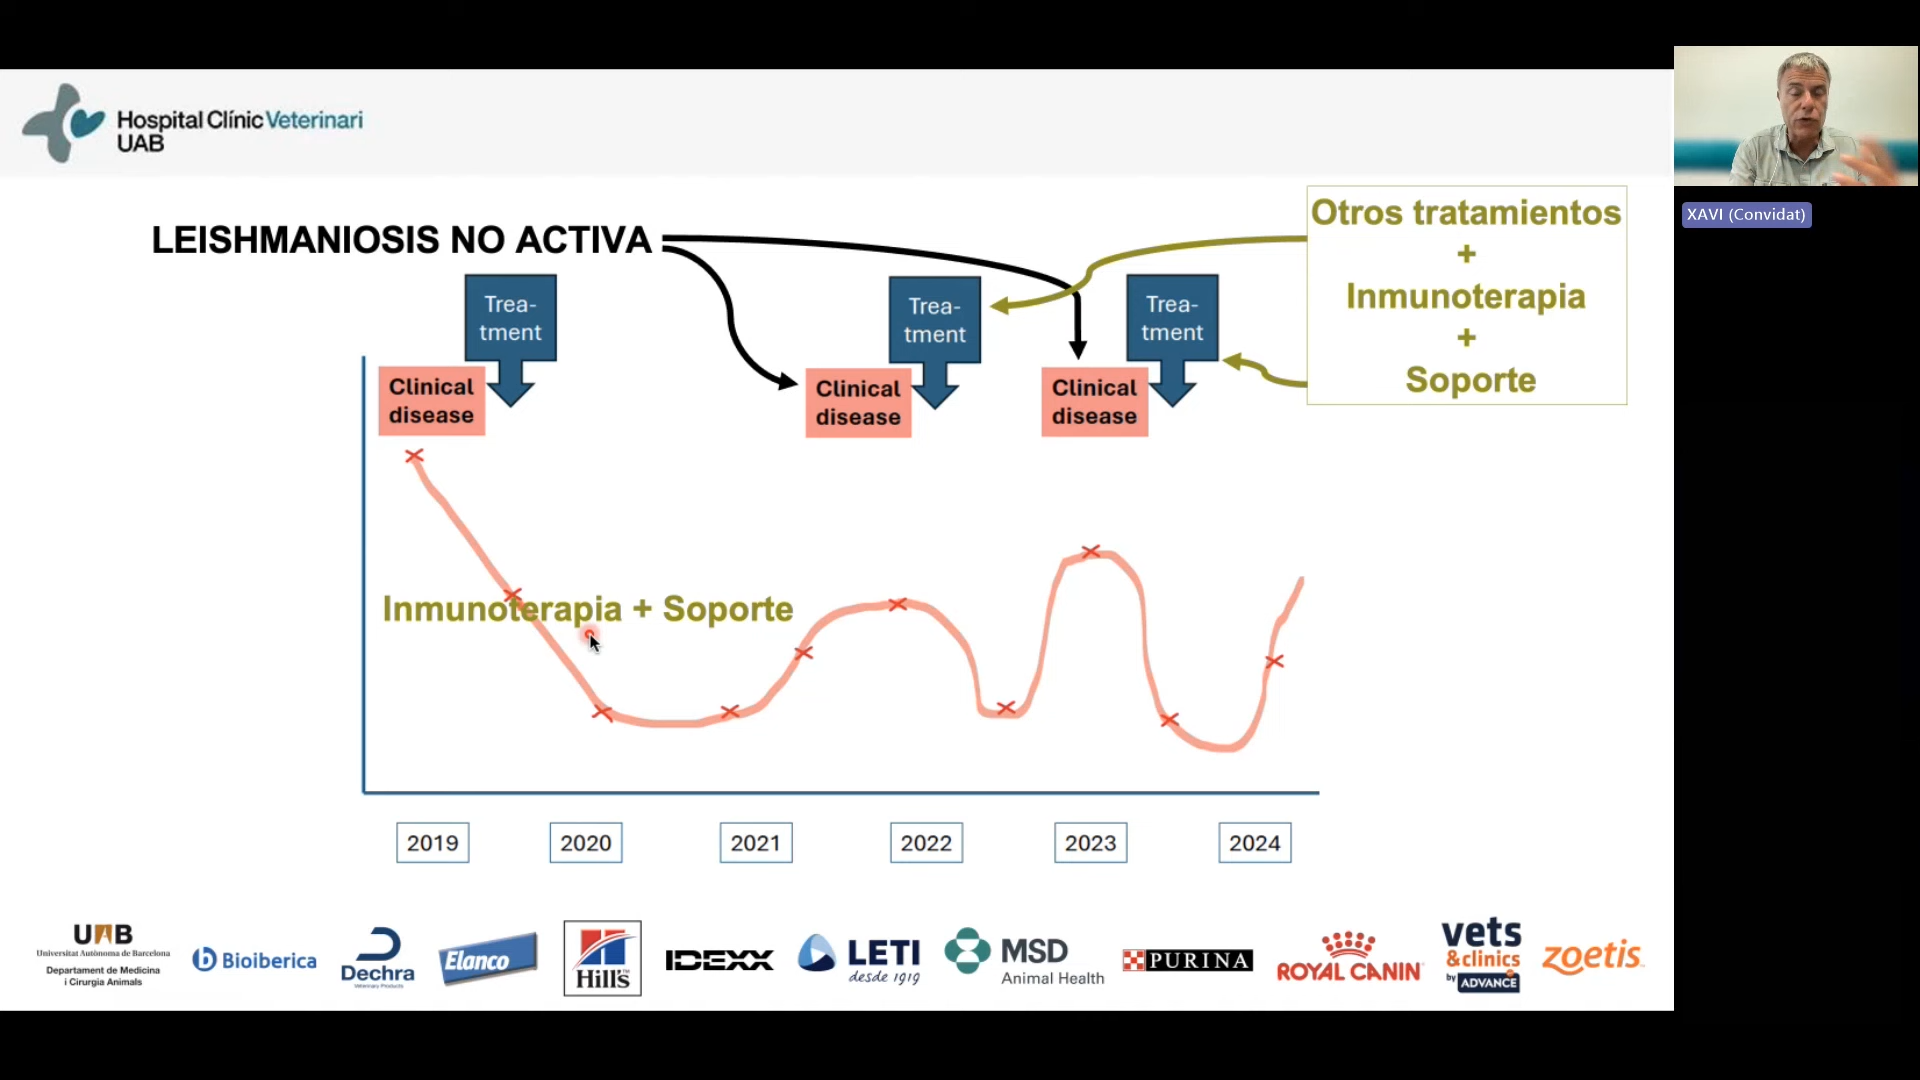 Hospital Clínic Veterinari
UAB
XAVI (Convidat)
LEISHMANIOSIS NO ACTIVA
Otros tratamientos
+
Inmunoterapia
+
Soporte
Trea-
tment
Trea-
tment
Trea-
tment
Clinical
disease
Clinical
disease
Clinical
disease
Inmunoterapia + Soporte
2019
2020
2021
2022
2023
2024
UAB
Universitat Autònoma de Barcelona
Departament de Medicina
i Cirurgia Animals
Bioiberica
Dechra
Veterinary Products
Elanco
Hill's
IDEXX
LETI
desde 1919
MSD
Animal Health
PURINA
ROYAL CANIN
vets
&clinics
by ADVANCE
zoetis